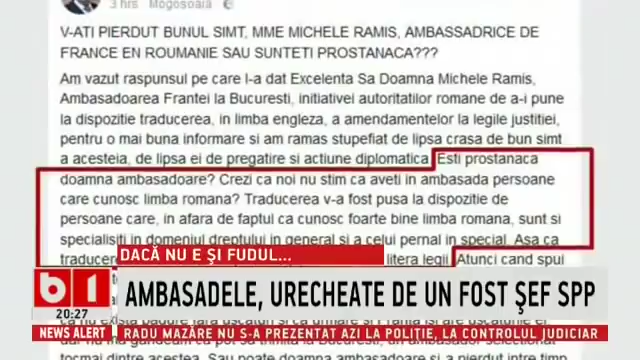 3 hrs Mogosoaia
V-ATI PIERDUT BUNUL SIMT, MME MICHELE RAMIS, AMBASSADRICE DE
FRANCE EN ROUMANIE SAU SUNTETI PROSTANACA???
Am vazut raspunsul pe care l-a dat Excelenta Sa Doamna Michele Ramis,
Ambasadoarea Frantei la Bucuresti, initiativei autoritatilor romane de a-i pune
la dispozitie traducerea, in limba engleza, a amendamentelor la legile justitiei,
pentru o mai buna informare si am ramas stupefiat de lipsa crasa de bun simt
a acesteia, de lipsa ei de pregatire si actiune diplomatica. Esti prostanaca
doamna ambasadoare? Crezi ca noi nu stim ca aveti in ambasada persoane
care cunosc limba romana? Traducerea v-a fost pusa la dispozitie de
persoane care, in afara de faptul ca cunosc foarte bine limba romana, sunt si
specialisti in domeniul dreptului in general si a celui pernal in special. Asa ca
litera legii. Atunci cand spui
DACĂ NU E ŞI FUDUL...
b1
AMBASADELE, URECHEATE DE UN FOST ŞEF SPP
20:27
NEWS ALERT RADU MAZĂRE NU S-A PREZENTAT AZI LA POLIŢIE, LA CONTROLUL JUDICIAR
tocmai dintre acestea. Sau poate doamna ambasadoare a pierdut intre timp